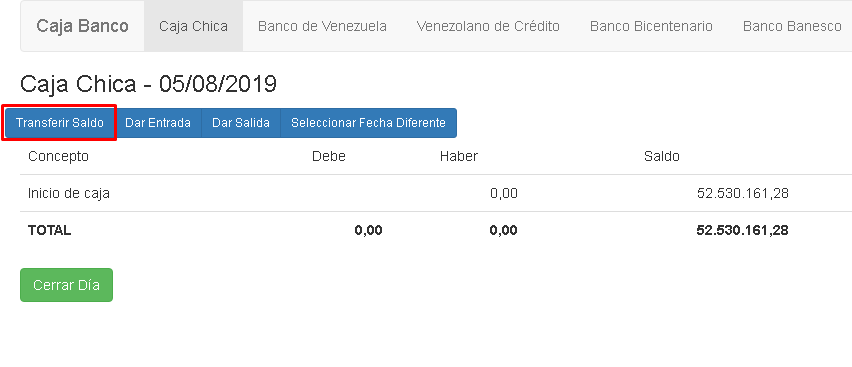 Caja Banco Caja Chica Banco de Venezuela Venezolano de Crédito Banco Bicentenario Banco Banesco
Caja Chica - 05/08/2019
Transferir Saldo Dar Entrada Dar Salida Seleccionar Fecha Diferente
Concepto Debe Haber Saldo
Inicio de caja 0,00 52.530.161,28
TOTAL 0,00 0,00 52.530.161,28
Cerrar Día